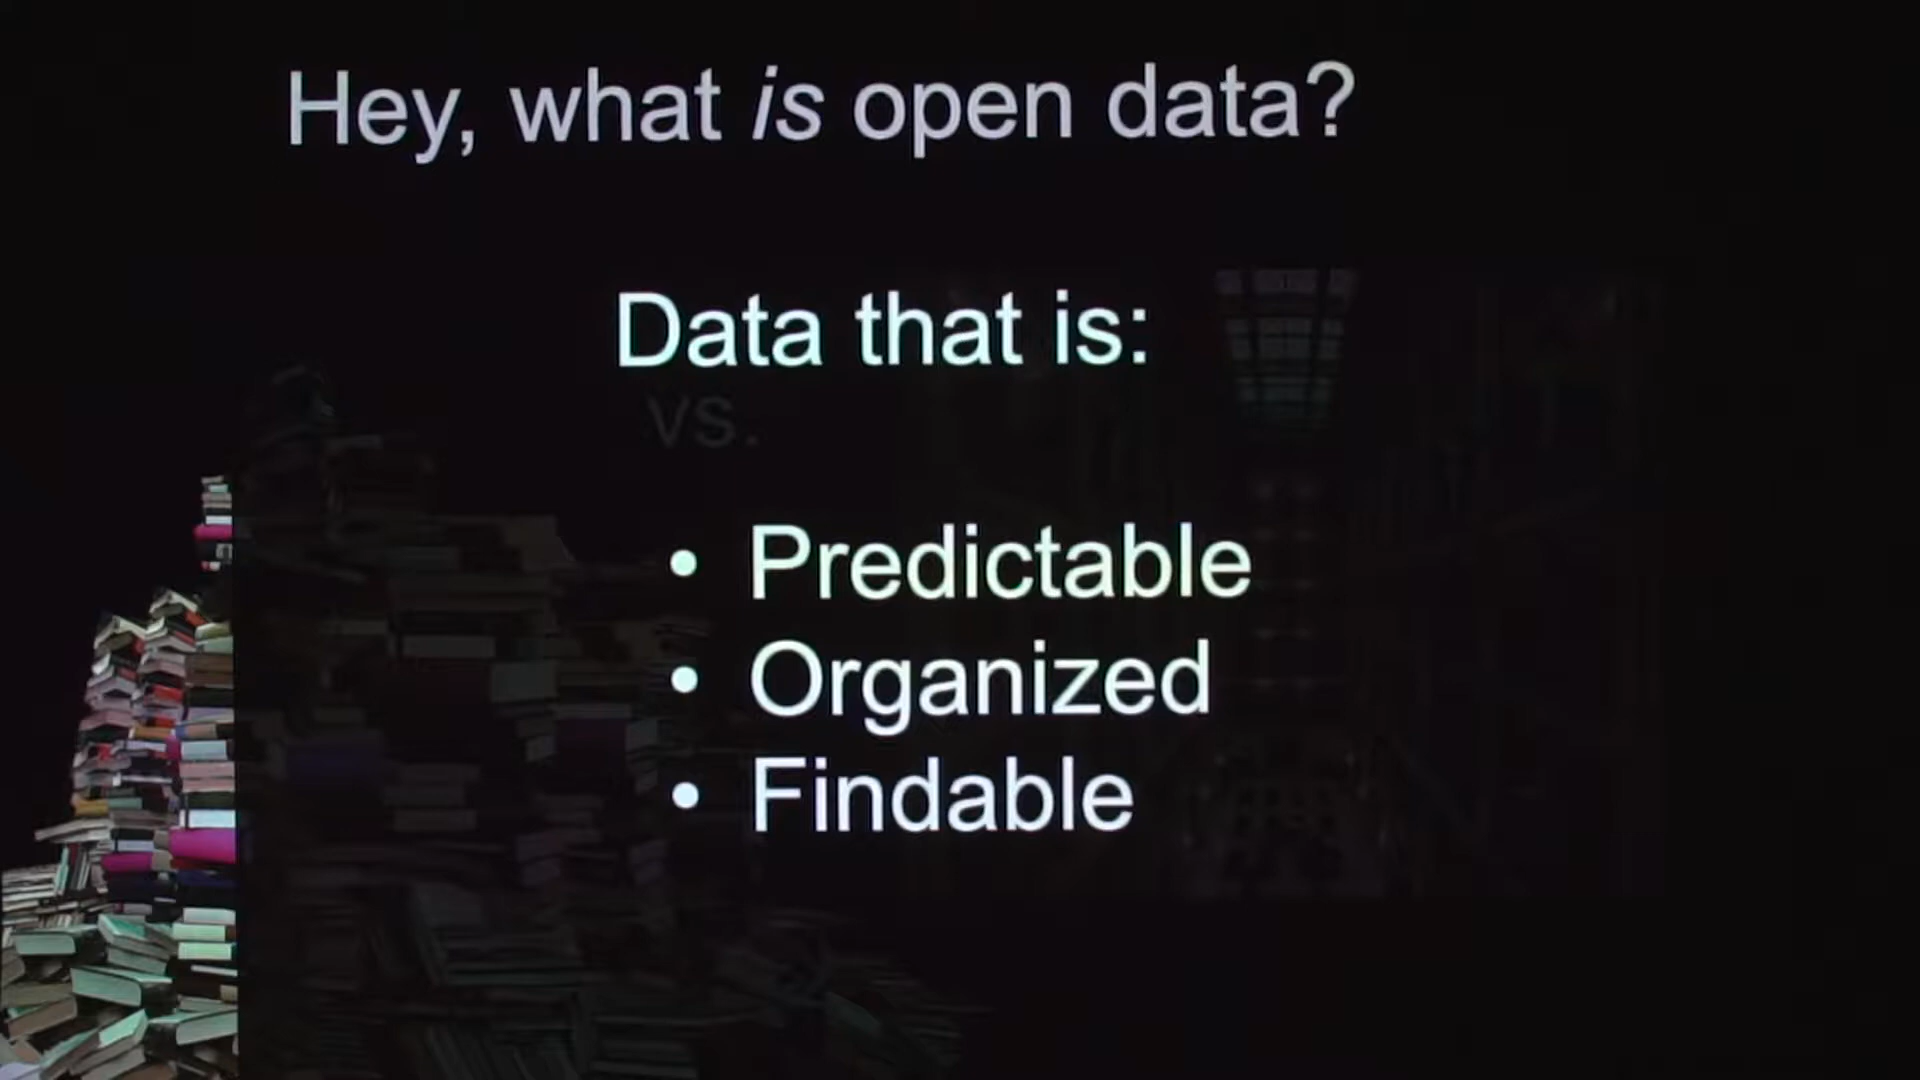 Hey, what is open data?
Data that is:
vs.
• Predictable
• Organized
• Findable